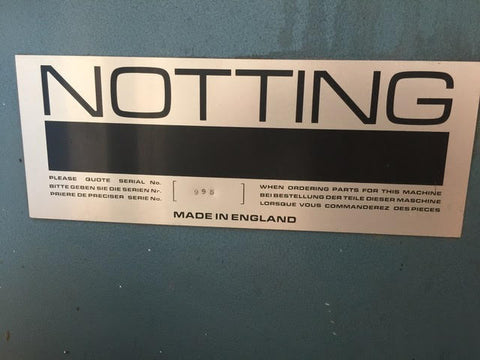 NOTTING
PLEASE QUOTE SERIAL No.
BITTE GEBEN SIE DIE SERIEN Nr.
PRIERE DE PRECISER SERIE No.
995
WHEN ORDERING PARTS FOR THIS MACHINE
BEI BESTELLUNG DER TEILE DIESER MASCHINE
LORSQUE VOUS COMMANDEREZ DES PIECES
MADE IN ENGLAND